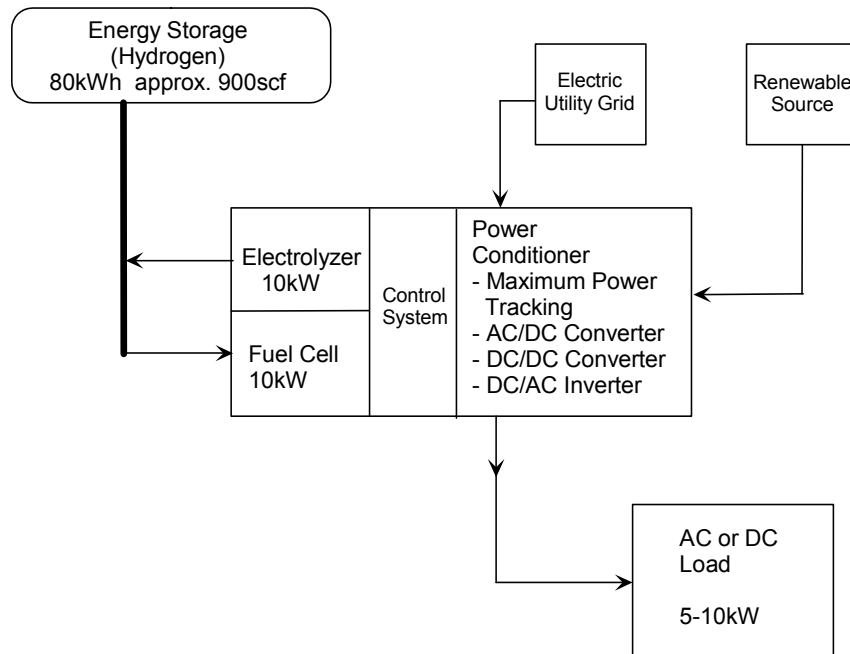 Energy Storage
(Hydrogen)
80kWh approx. 900scf
Electric
Utility Grid
Renewable
Source
Electrolyzer
10kW
Fuel Cell
10kW
Control
System
Power
Conditioner
- Maximum Power
Tracking
- AC/DC Converter
- DC/DC Converter
- DC/AC Inverter
AC or DC
Load
5-10kW